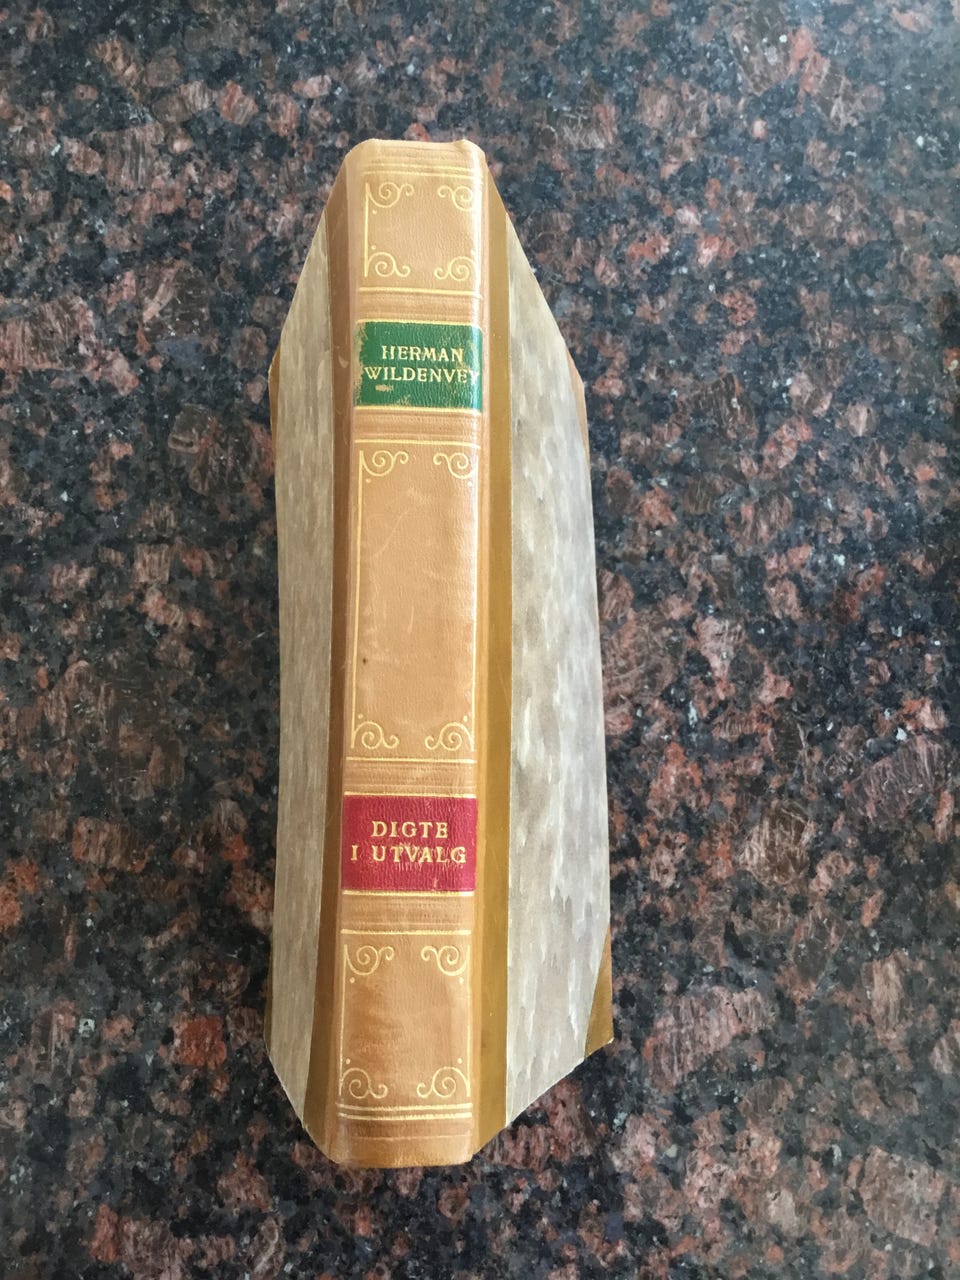 HERMAN
WILDENVEY
DIGTE
I UTVALG